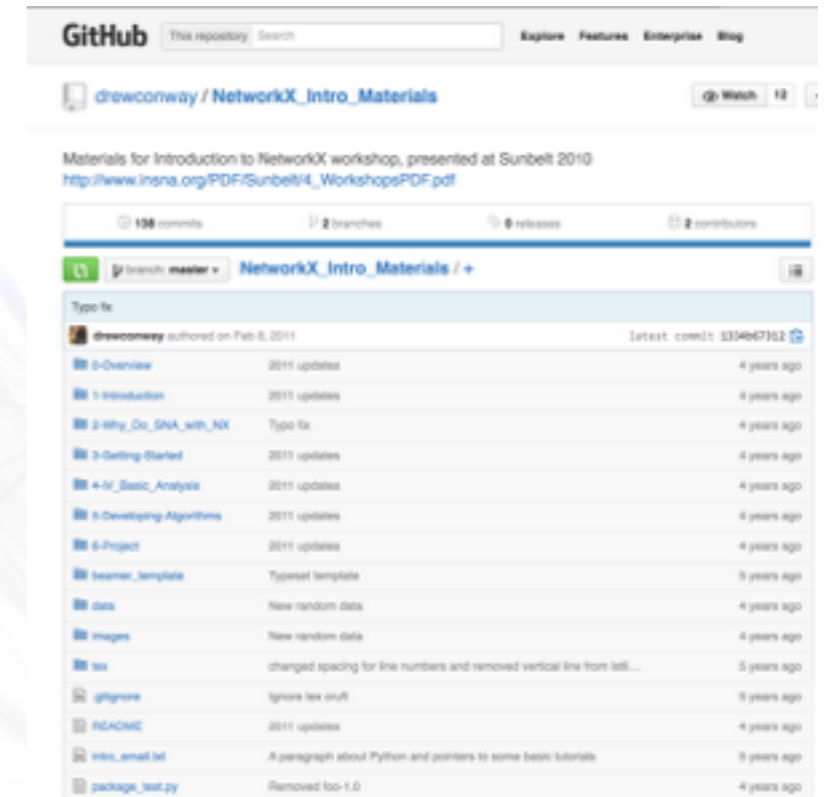 GitHub This repository Search Explore Features Enterprise Blog
drewconway / NetworkX_Intro_Materials Watch 12
Materials for Introduction to NetworkX workshop, presented at Sunbelt 2010
http://www.insna.org/PDF/Sunbelt/4_WorkshopsPDF.pdf
138 commits 2 branches 0 releases 2 contributors
branch: master NetworkX_Intro_Materials / +
Typo fix
drewconway authored on Feb 8, 2011 latest commit
0-Overview 2011 updates 4 years ago
1-Introduction 2011 updates 4 years ago
2-Why_Do_SNA_with_NX Typo fix 4 years ago
3-Getting-Started 2011 updates 4 years ago
4-IV_Basic_Analysis 2011 updates 4 years ago
5-Developing-Algorithms 2011 updates 4 years ago
6-Project 2011 updates 4 years ago
beamer_template Typeset template 5 years ago
data New random data 4 years ago
images New random data 4 years ago
tex changed spacing for line numbers and removed vertical line from 5 years ago
.gitignore Ignore tex cruft 5 years ago
README 2011 updates 4 years ago
intro_email.txt A paragraph about Python and pointers to some basic tutorials 5 years ago
package_test.py Removed foo-1.0 4 years ago